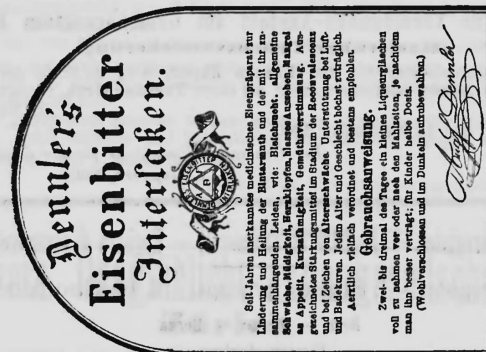 Dennler's
Eisenbitter
Interlaken.
Seit Jahren anerkanntes medicinisches Eisenpräparat zur
Linderung und Heilung der Blutarmuth und der mit ihr zu-
sammenhängenden Leiden, wie: Bleichsucht, allgemeine
Schwäche, Müdigkeit, Herzklopfen, blasses Aussehen, Mangel
an Appetit, Kurzathmigkeit, Gemüthsverstimmung. Aus-
gezeichnetes Stärkungsmittel im Stadium der Reconvalescenz
und bei Zeichen von Altersschwäche. Unterstützung bei Luft-
und Badekuren. Jedem Alter und Geschlecht höchst zuträglich.
Aerztlich vielfach verordnet und bestens empfohlen.
Gebrauchsanweisung.
Zwei- bis dreimal des Tages ein kleines Liqueurgläschen
voll zu nehmen vor oder nach den Mahlzeiten, je nachdem
man ihn besser verträgt; für Kinder halbe Dosis.
(Wohlverschlossen und im Dunkeln aufzubewahren.)
Dennler